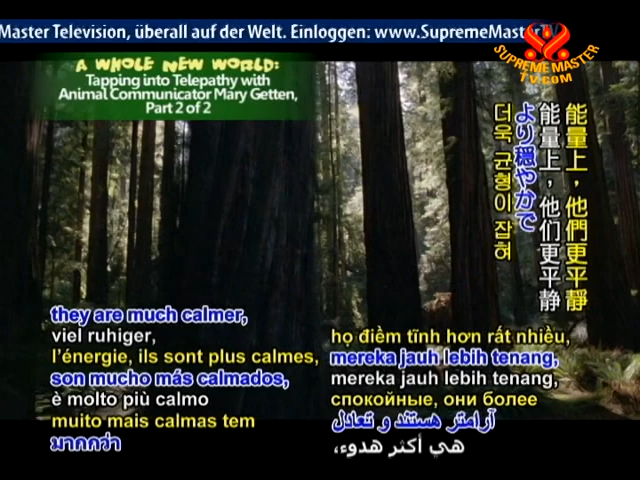 Master Television, überall auf der Welt. Einloggen: www.SupremeMaster
SUPREME MASTER
TV.COM
A WHOLE NEW WORLD:
Tapping into Telepathy with
Animal Communicator Mary Getten,
Part 2 of 2
能量上，他們更平靜
能量上，他们更平静
より穏やかで
더욱 균형이 잡혀
they are much calmer,
viel ruhiger,
l'énergie, ils sont plus calmes,
son mucho más calmados,
è molto più calmo
muito mais calmas tem
มากกว่า
họ điềm tĩnh hơn rất nhiều,
mereka jauh lebih tenang,
mereka jauh lebih tenang,
спокойные, они более
آرامتر هستند و تعادل
هي أكثر هدوء،